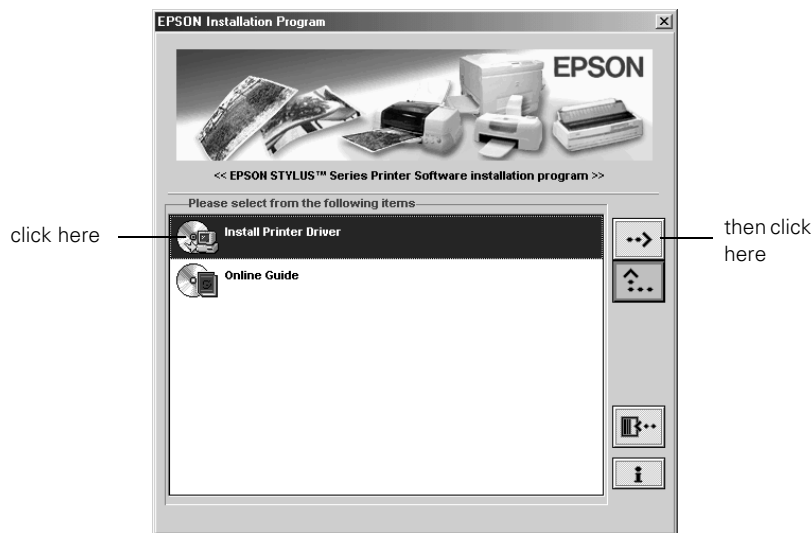 EPSON Installation Program
EPSON
<< EPSON STYLUS™ Series Printer Software installation program >>
Please select from the following items
click here
Install Printer Driver
then click
here
Online Guide
i